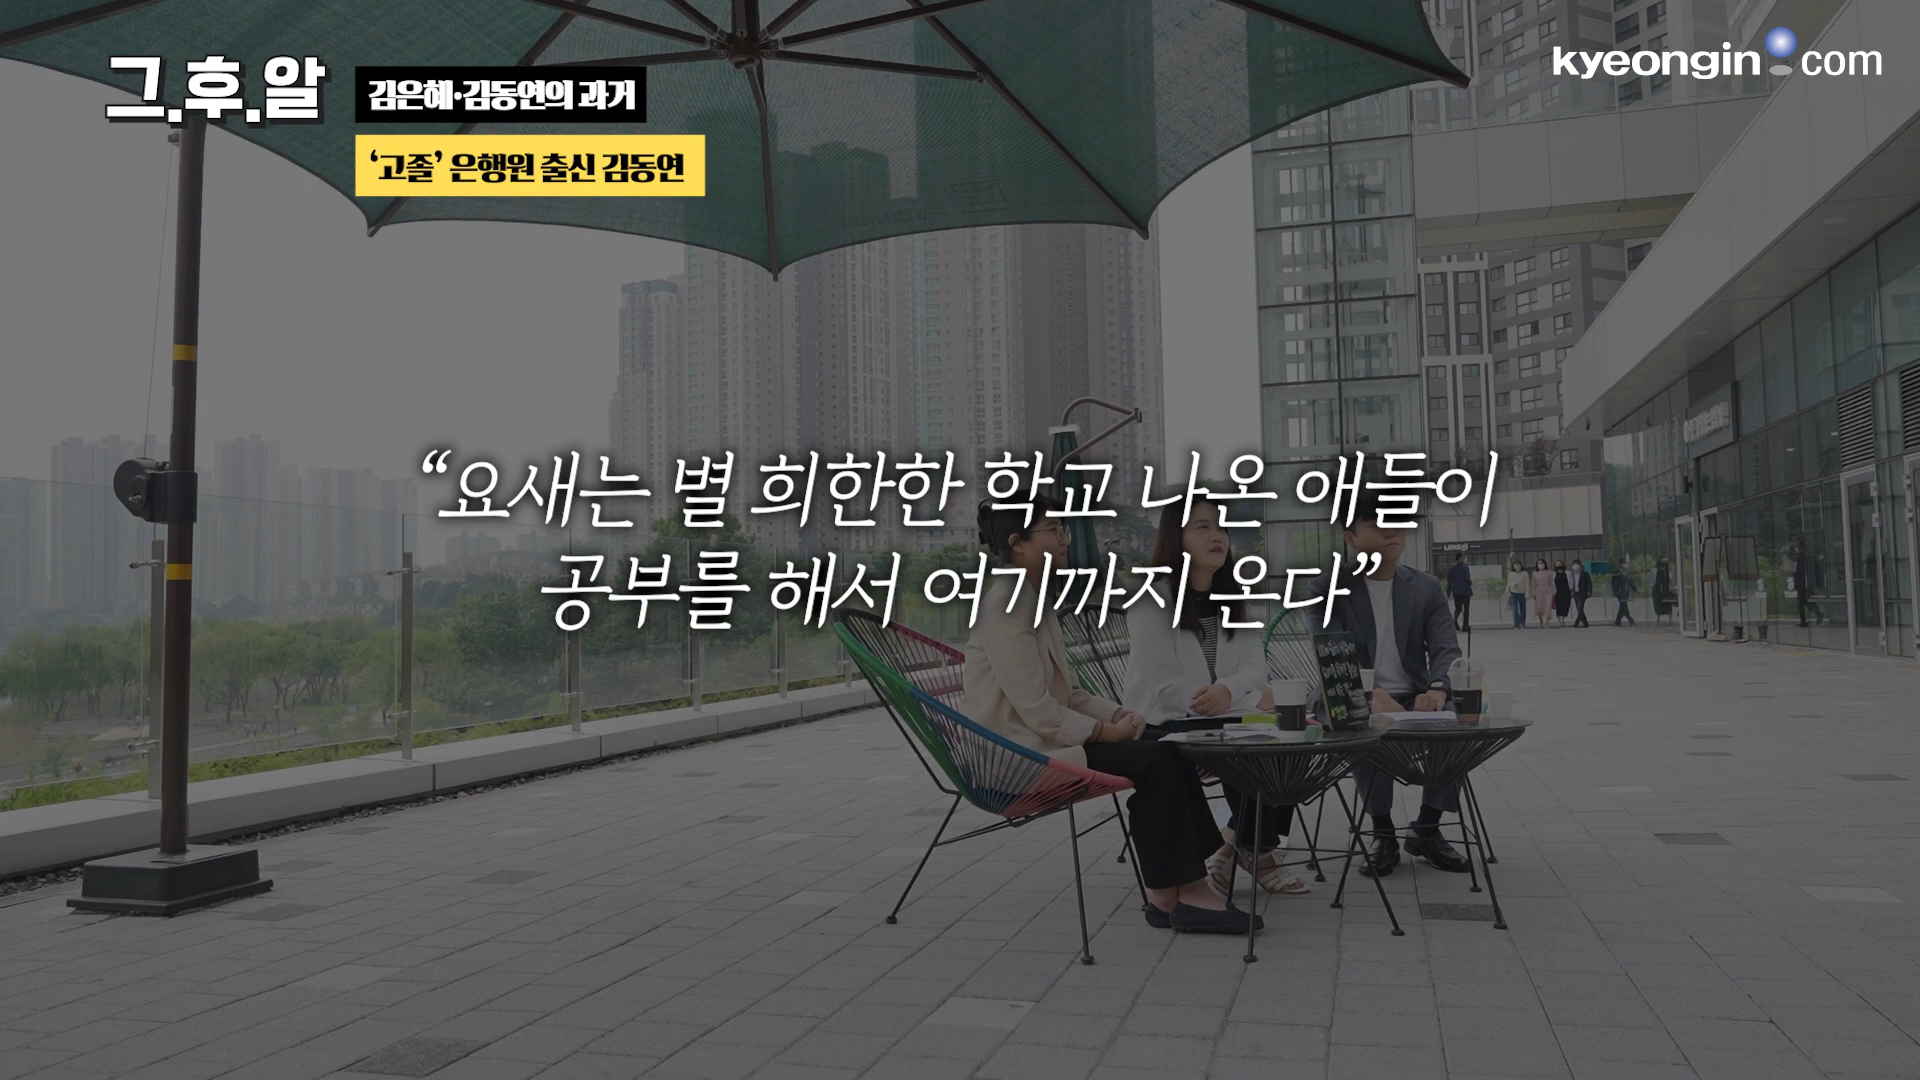 그.후.알
김은혜·김동연의 과거
‘고졸’ 은행원 출신 김동연
kyeongin.com
“요새는 별 희한한 학교 나온 애들이
공부를 해서 여기까지 온다”